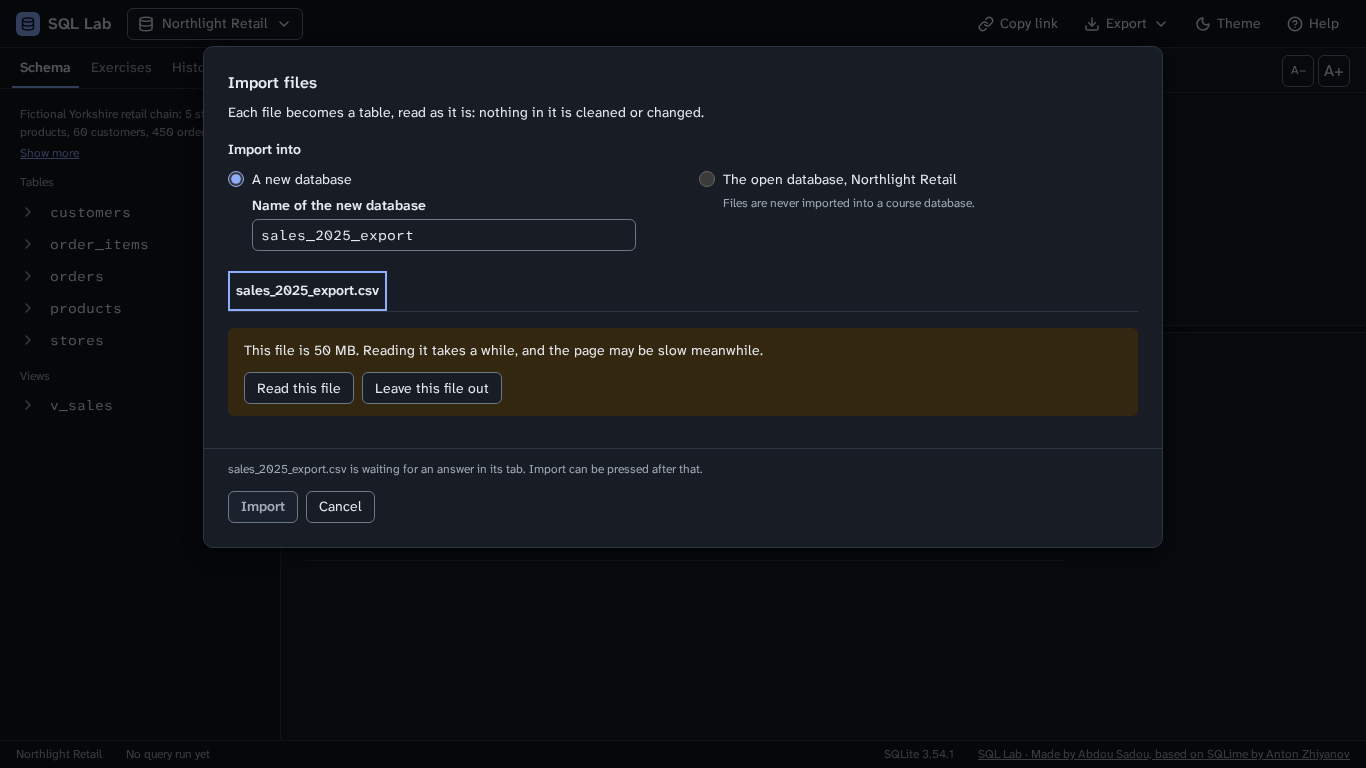 SQL Lab
Northlight Retail
Copy link
Export
Theme
Help
Schema
Exercises
A−
A+
Import files
Each file becomes a table, read as it is: nothing in it is cleaned or changed.
Import into
A new database
The open database, Northlight Retail
Name of the new database
Files are never imported into a course database.
sales_2025_export
sales_2025_export.csv
This file is 50 MB. Reading it takes a while, and the page may be slow meanwhile.
Read this file
Leave this file out
sales_2025_export.csv is waiting for an answer in its tab. Import can be pressed after that.
Import
Cancel
Fictional Yorkshire retail chain: 5
products, 60 customers, 450
Show more
Tables
customers
order_items
orders
products
stores
Views
v_sales
Northlight Retail
No query run yet
SQLite 3.54.1
SQL Lab · Made by Abdou Sadou, based on SQLime by Anton Zhiyanov